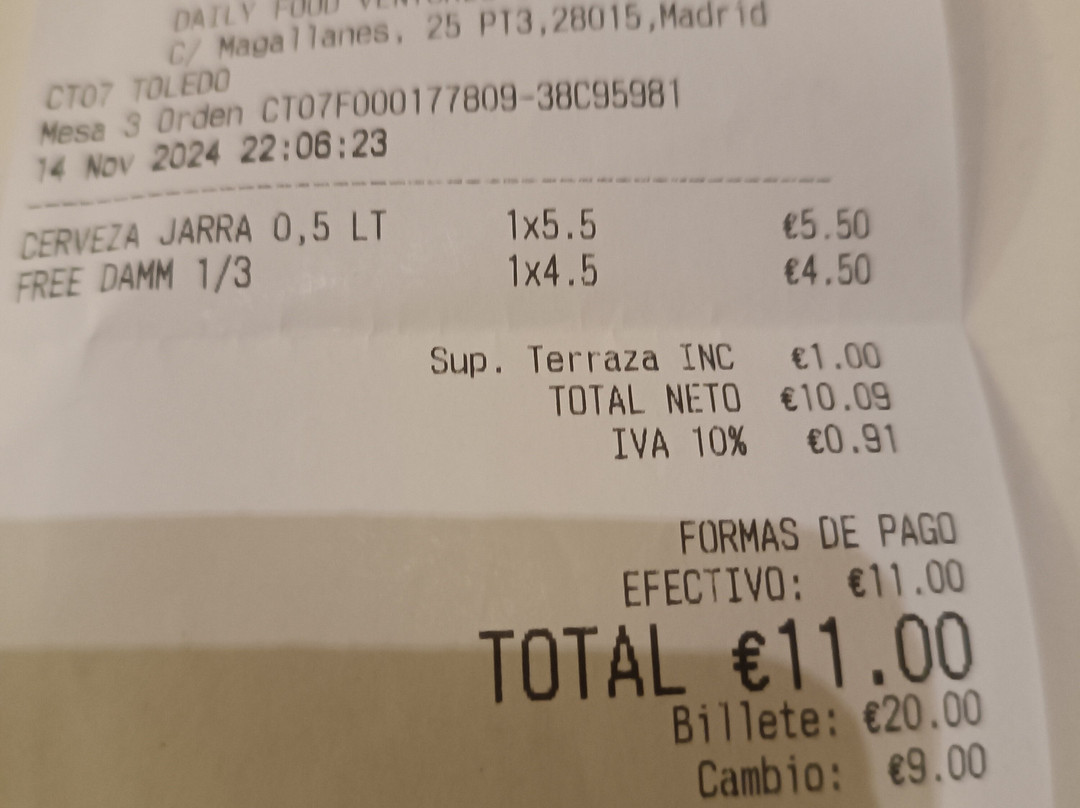 DAILY FOOD
C/ Magallanes, 25 PT3,28015,Madrid
CT07 TOLEDO
Mesa 3 Orden CT07F000177809-38C95981
14 Nov 2024 22:06:23
CERVEZA JARRA 0,5 LT 1x5.5 €5.50
FREE DAMM 1/3 1x4.5 €4.50
Sup. Terraza INC €1.00
TOTAL NETO €10.09
IVA 10% €0.91
FORMAS DE PAGO
EFECTIVO: €11.00
TOTAL €11.00
Billete: €20.00
Cambio: €9.00